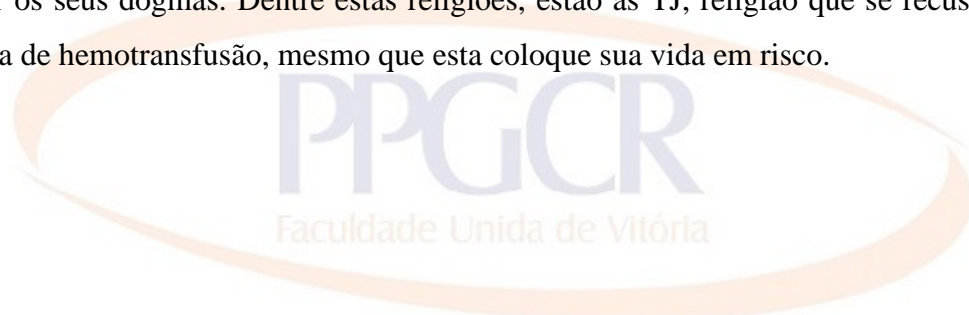 os seus dogmas. Dentre estas religiões, estão as TJ, religião que se
a de hemotransfusão, mesmo que esta coloque sua vida em risco.
PPGCR
Faculdade Unida de Vitória